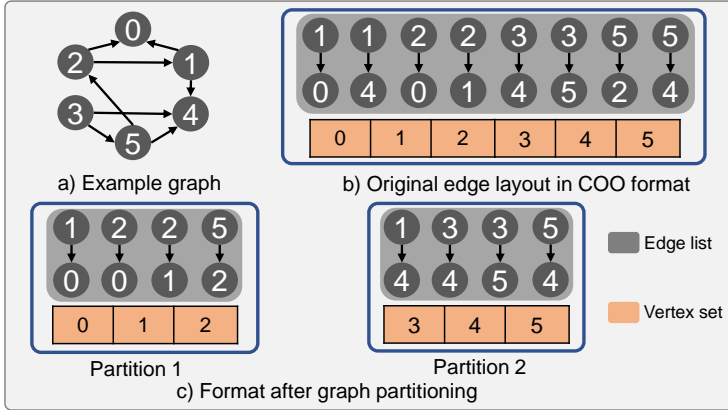 0
2
1
3
4
5
a) Example graph
1 1 2 2 3 3 5 5
0 4 0 1 4 5 2 4
0 1 2 3 4 5
b) Original edge layout in COO format
1 2 2 5
0 0 1 2
0 1 2
Partition 1
1 3 3 5
4 4 5 4
3 4 5
Partition 2
Edge list
Vertex set
c) Format after graph partitioning